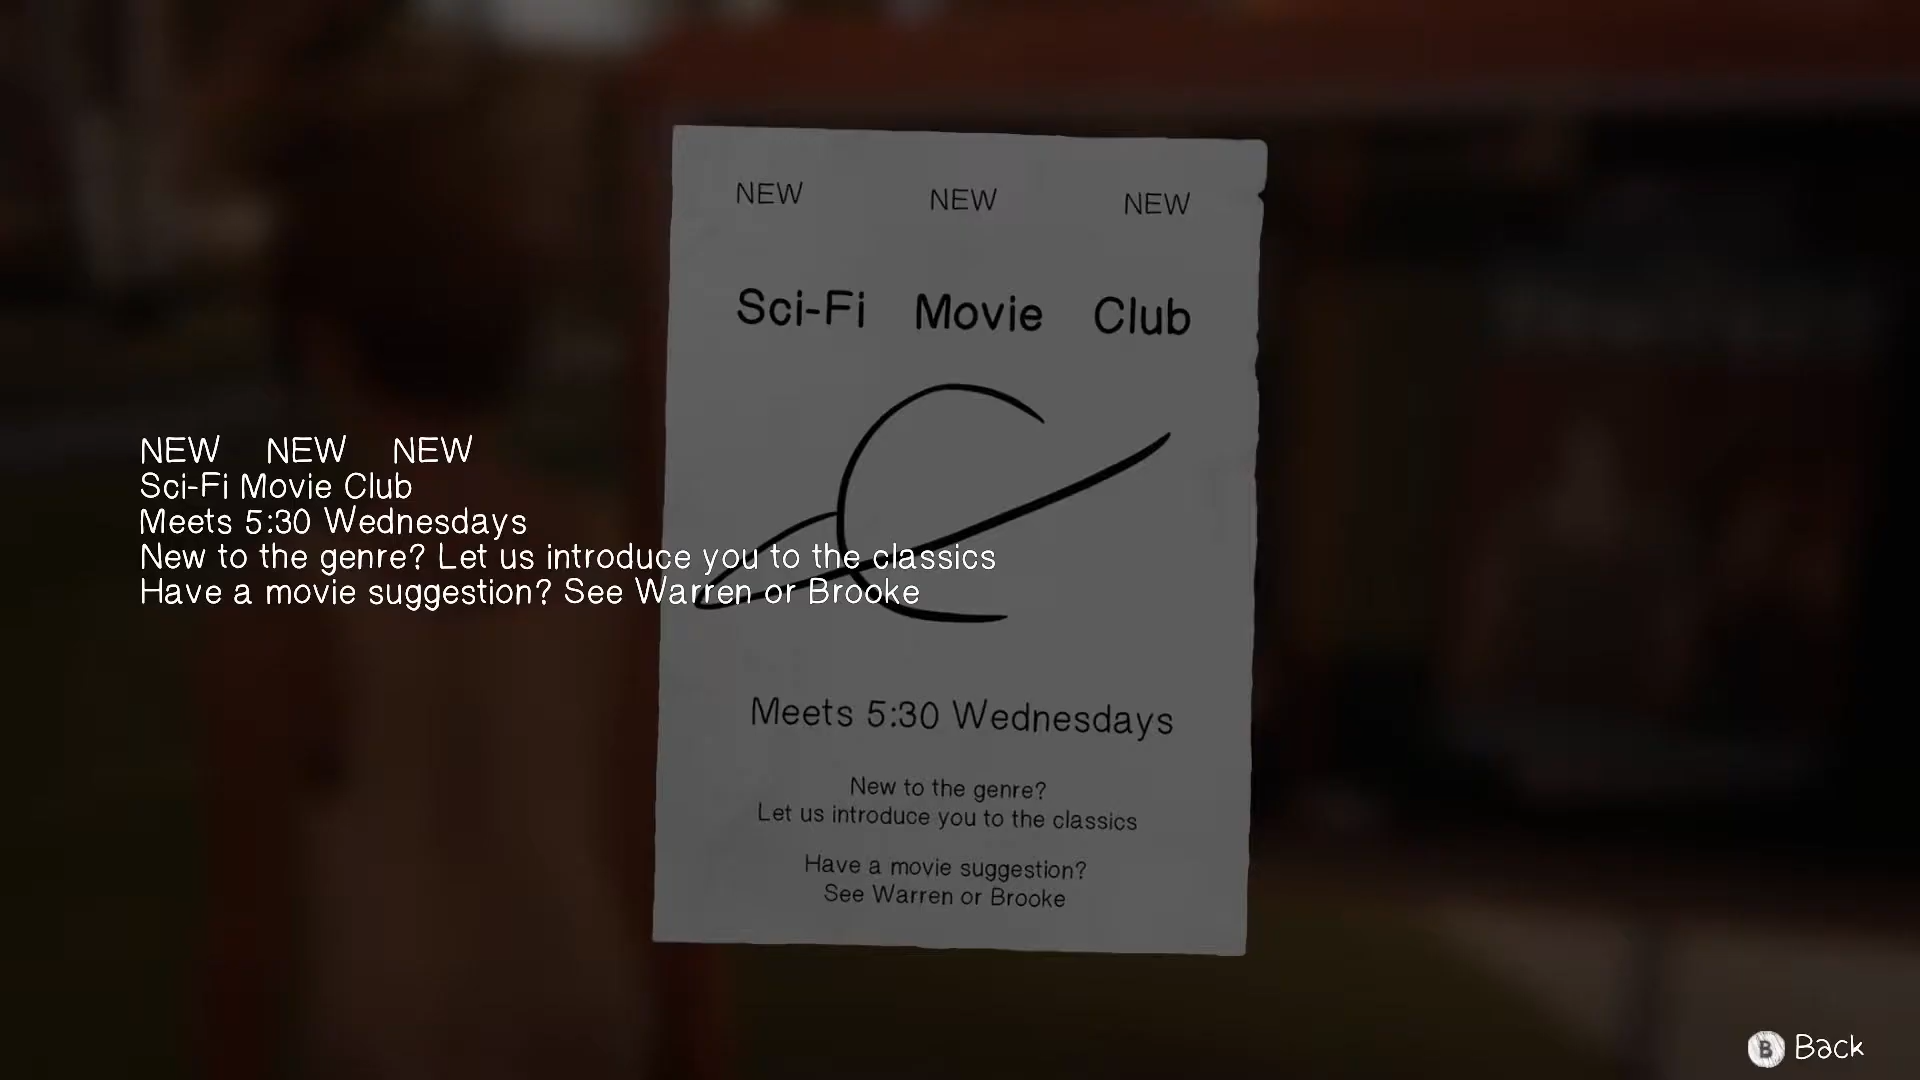 NEW NEW NEW
Sci-Fi Movie Club
Meets 5:30 Wednesdays
New to the genre?
Let us introduce you to the classics
Have a movie suggestion?
See Warren or Brooke
NEW NEW NEW
Sci-Fi Movie Club
Meets 5:30 Wednesdays
New to the genre? Let us introduce you to the classics
Have a movie suggestion? See Warren or Brooke
B Back